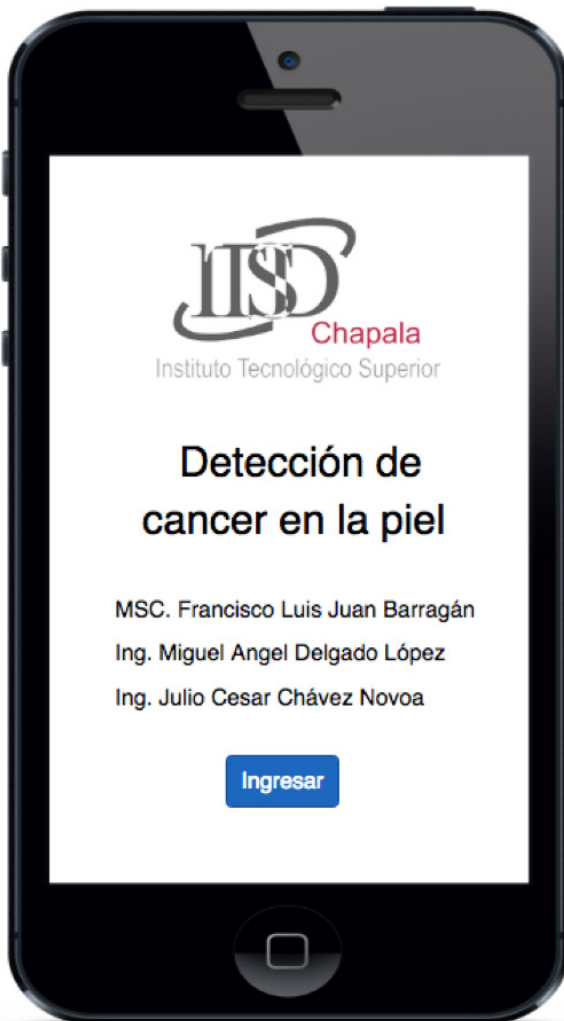 ITSD
Chapala
Instituto Tecnológico Superior
Detección de
cancer en la piel
MSC. Francisco Luis Juan Barragán
Ing. Miguel Angel Delgado López
Ing. Julio Cesar Chávez Novoa
Ingresar